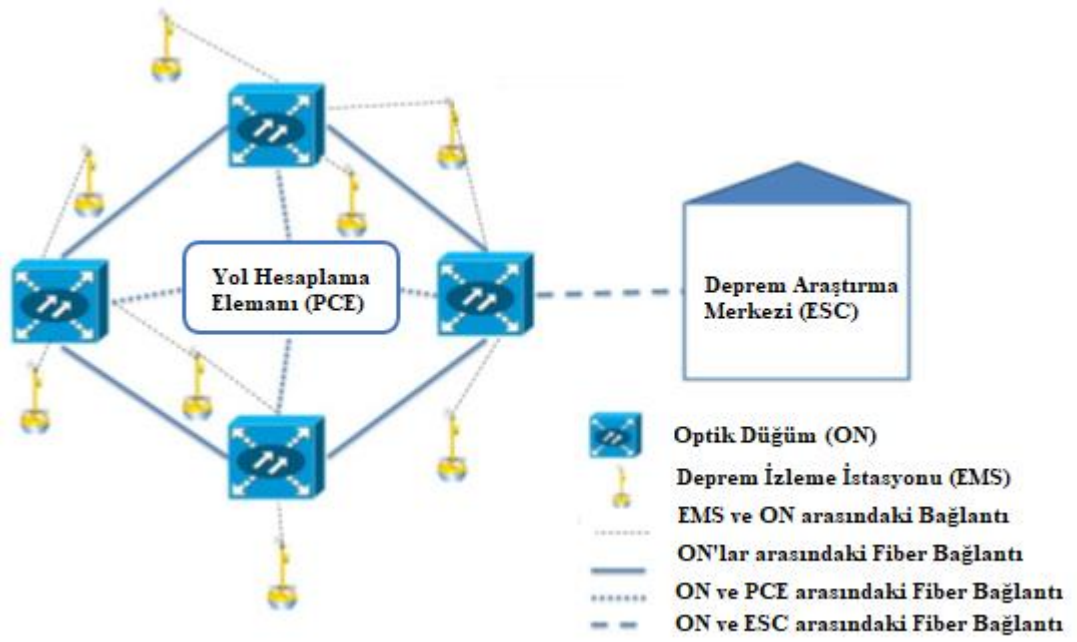 Yol Hesaplama
Elemanı (PCE)
Deprem Araştırma
Merkezi (ESC)
Optik Düğüm (ON)
Deprem İzleme İstasyonu (EMS)
EMS ve ON arasındaki Bağlantı
ON'lar arasındaki Fiber Bağlantı
ON ve PCE arasındaki Fiber Bağlantı
ON ve ESC arasındaki Fiber Bağlantı